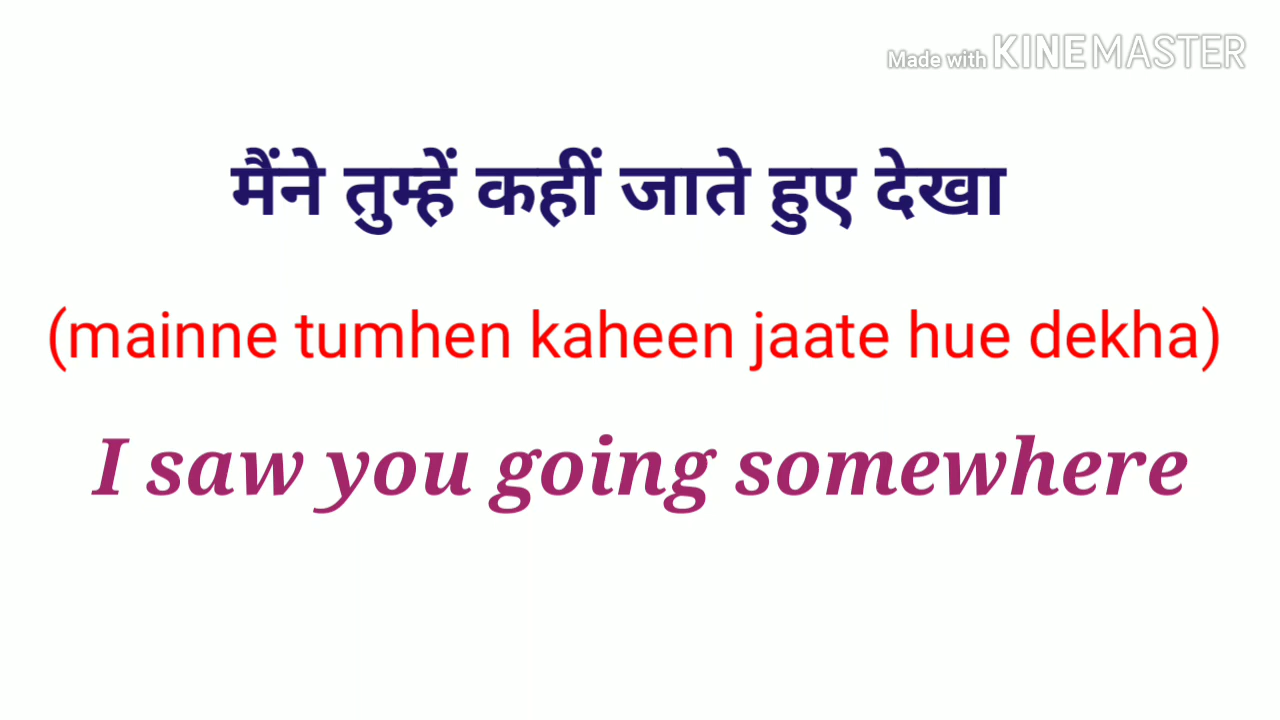 Made with KINEMASTER
मैंने तुम्हें कहीं जाते हुए देखा
(mainne tumhen kaheen jaate hue dekha)
I saw you going somewhere